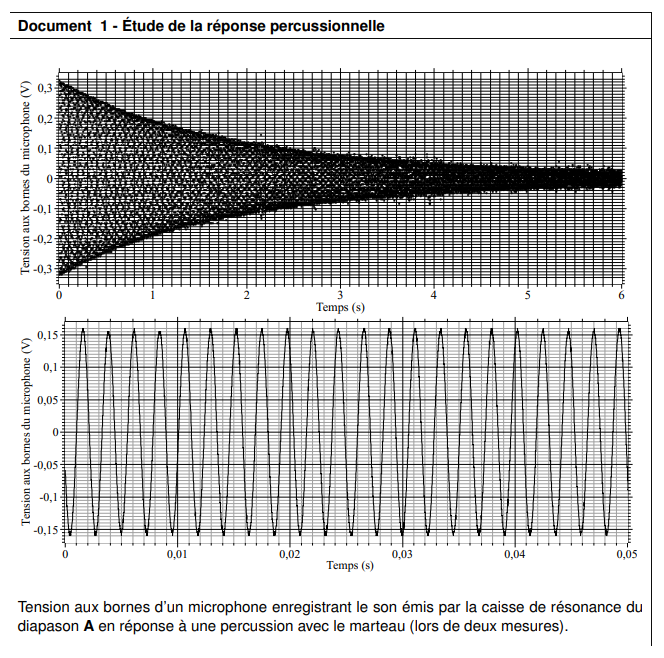 Document 1 - Étude de la réponse percussionnelle
Tension aux bornes du microphone (V)
0,3
0,2
0,1
0
-0,1
-0,2
-0,3
0 1 2 3 4 5 6
Temps (s)
Tension aux bornes du microphone (V)
0,15
0,1
0,05
0
-0,05
-0,1
-0,15
0 0,01 0,02 0,03 0,04 0,05
Temps (s)
Tension aux bornes d'un microphone enregistrant le son émis par la caisse de résonance du
diapason A en réponse à une percussion avec le marteau (lors de deux mesures).